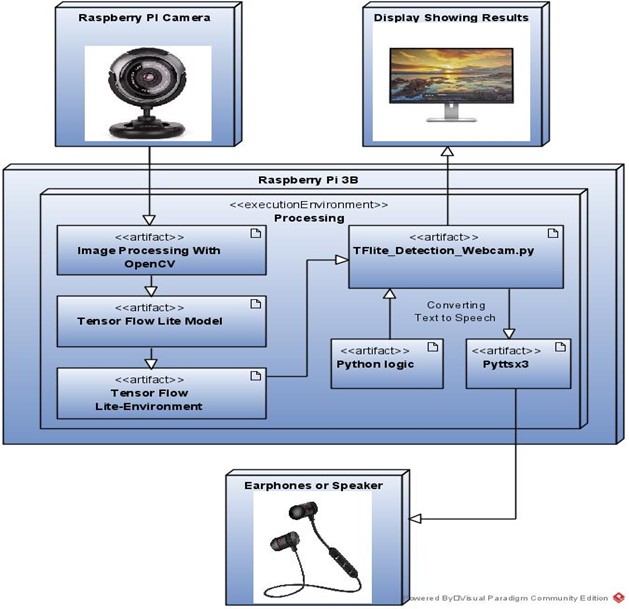 Raspberry PI Camera
Display Showing Results
Raspberry Pi 3B
<<executionEnvironment>>
Processing
<<artifact>>
Image Processing With
OpenCV
<<artifact>>
Tensor Flow Lite Model
<<artifact>>
Tensor Flow
Lite-Environment
<<artifact>>
TFlite_Detection_Webcam.py
Converting
Text to Speech
<<artifact>>
Python logic
<<artifact>>
Pyttsx3
Earphones or Speaker
owered By Visual Paradigm Community Edition